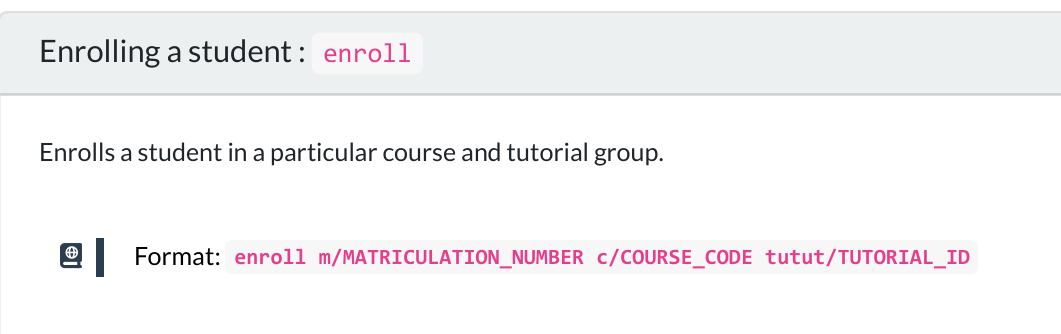 Enrolling a student : enroll
Enrolls a student in a particular course and tutorial group.
Format: enroll m/MATRICULATION_NUMBER c/COURSE_CODE tutut/TUTORIAL_ID